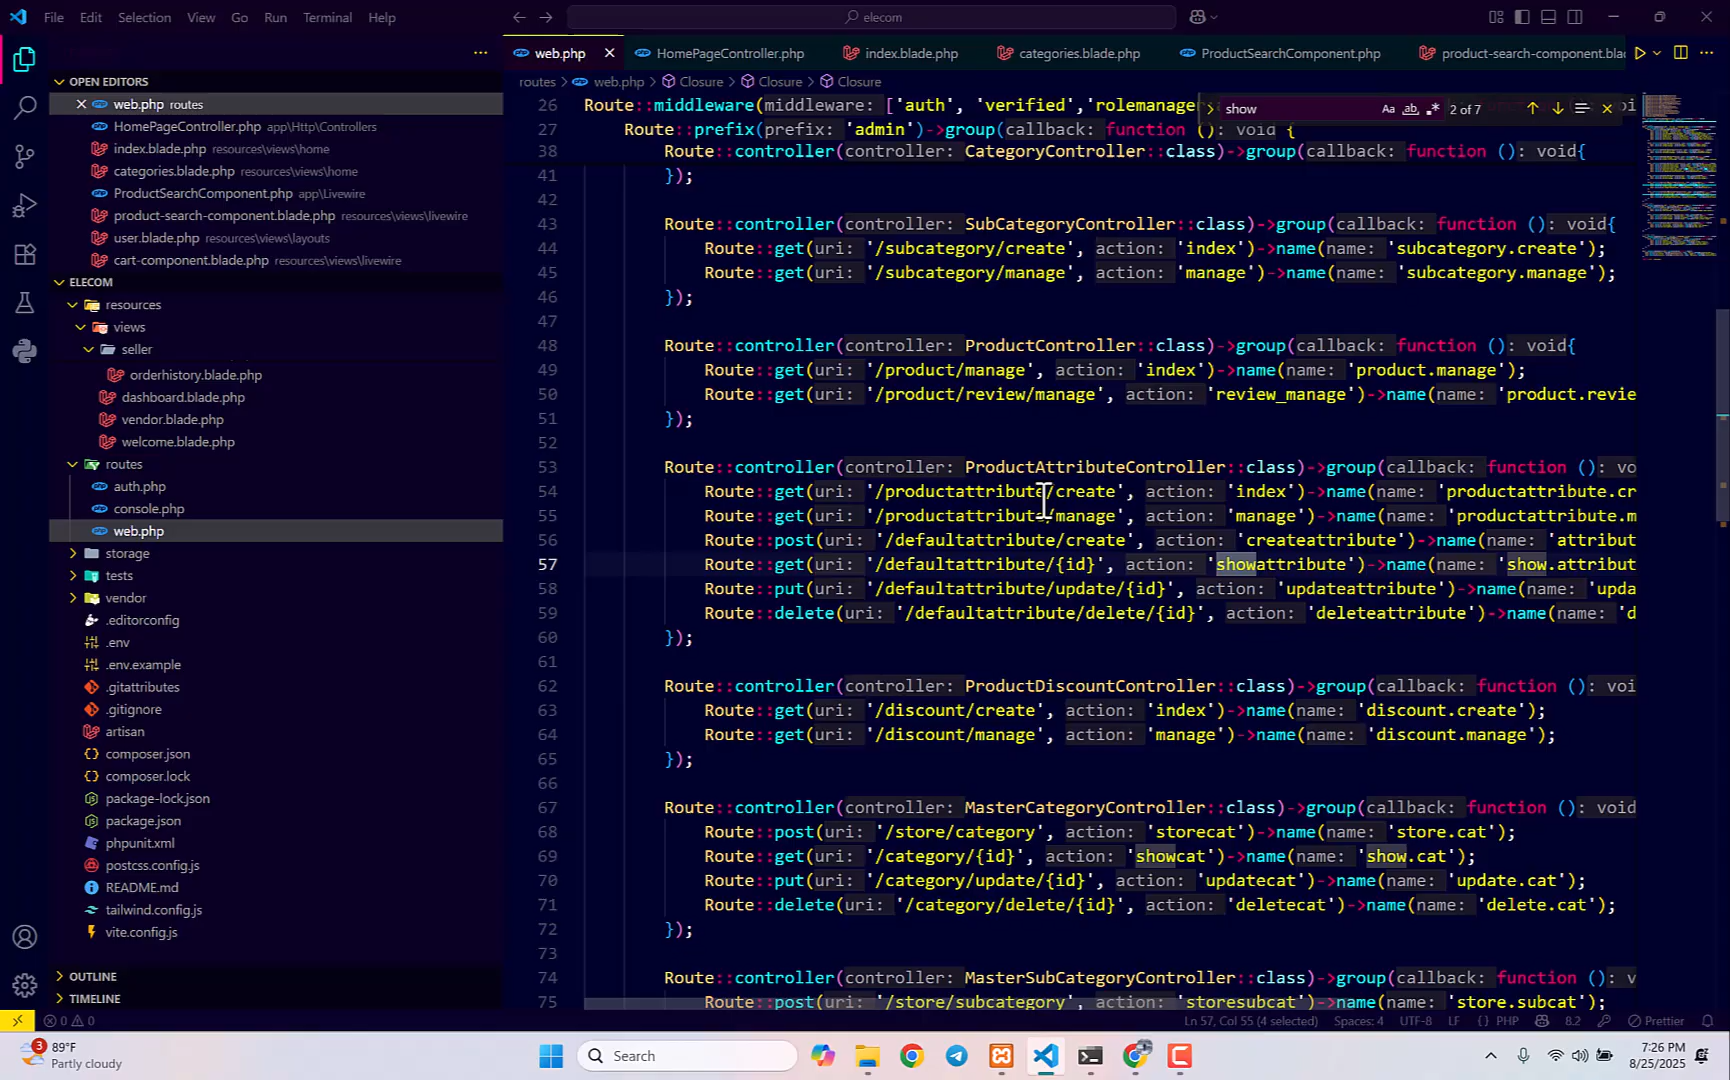 File Edit Selection View Go Run Terminal Help
elecom
OPEN EDITORS
web.php routes
HomePageController.php app\Http\Controllers
index.blade.php resources\views\home
categories.blade.php resources\views\home
ProductSearchComponent.php app\Livewire
product-search-component.blade.php resources\views\livewire
user.blade.php resources\views\layouts
cart-component.blade.php resources\views\livewire
ELECOM
resources
views
seller
orderhistory.blade.php
dashboard.blade.php
vendor.blade.php
welcome.blade.php
routes
auth.php
console.php
web.php
storage
tests
vendor
.editorconfig
.env
.env.example
.gitattributes
.gitignore
artisan
composer.json
composer.lock
package-lock.json
package.json
phpunit.xml
postcss.config.js
README.md
tailwind.config.js
vite.config.js
OUTLINE
TIMELINE
web.php HomePageController.php index.blade.php categories.blade.php ProductSearchComponent.php product-search-component.bla
routes web.php Closure Closure Closure
show Aa ab 2 of 7
26 Route::middleware(middleware: ['auth', 'verified','rolemanager
27 Route::prefix(prefix: 'admin')->group(callback: function (): void {
38 Route::controller(controller: CategoryController::class)->group(callback: function (): void{
41 });
42
43 Route::controller(controller: SubCategoryController::class)->group(callback: function (): void{
44 Route::get(uri: '/subcategory/create', action: 'index')->name(name: 'subcategory.create');
45 Route::get(uri: '/subcategory/manage', action: 'manage')->name(name: 'subcategory.manage');
46 });
47
48 Route::controller(controller: ProductController::class)->group(callback: function (): void{
49 Route::get(uri: '/product/manage', action: 'index')->name(name: 'product.manage');
50 Route::get(uri: '/product/review/manage', action: 'review_manage')->name(name: 'product.revie
51 });
52
53 Route::controller(controller: ProductAttributeController::class)->group(callback: function (): vo
54 Route::get(uri: '/productattribute/create', action: 'index')->name(name: 'productattribute.cr
55 Route::get(uri: '/productattribute/manage', action: 'manage')->name(name: 'productattribute.m
56 Route::post(uri: '/defaultattribute/create', action: 'createattribute')->name(name: 'attribut
57 Route::get(uri: '/defaultattribute/{id}', action: 'showattribute')->name(name: 'show.attribut
58 Route::put(uri: '/defaultattribute/update/{id}', action: 'updateattribute')->name(name: 'upda
59 Route::delete(uri: '/defaultattribute/delete/{id}', action: 'deleteattribute')->name(name: 'd
60 });
61
62 Route::controller(controller: ProductDiscountController::class)->group(callback: function (): voi
63 Route::get(uri: '/discount/create', action: 'index')->name(name: 'discount.create');
64 Route::get(uri: '/discount/manage', action: 'manage')->name(name: 'discount.manage');
65 });
66
67 Route::controller(controller: MasterCategoryController::class)->group(callback: function (): void
68 Route::post(uri: '/store/category', action: 'storecat')->name(name: 'store.cat');
69 Route::get(uri: '/category/{id}', action: 'showcat')->name(name: 'show.cat');
70 Route::put(uri: '/category/update/{id}', action: 'updatecat')->name(name: 'update.cat');
71 Route::delete(uri: '/category/delete/{id}', action: 'deletecat')->name(name: 'delete.cat');
72 });
73
74 Route::controller(controller: MasterSubCategoryController::class)->group(callback: function (): v
75 Route::post(uri: '/store/subcategory', action: 'storesubcat')->name(name: 'store.subcat');
0 0 Ln 57, Col 55 (4 selected) Spaces: 4 UTF-8 LF {} PHP 8.2 Prettier
3 89°F
Partly cloudy
Search
7:26 PM
8/25/2025